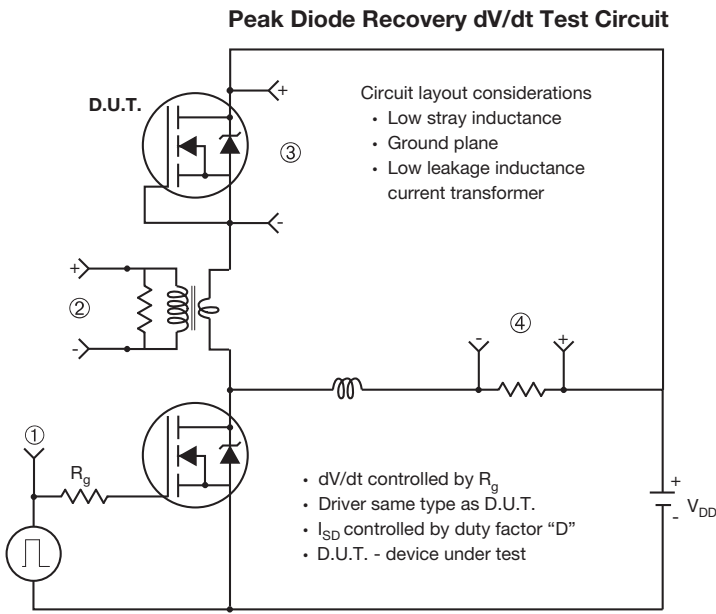 Peak Diode Recovery dV/dt Test Circuit
D.U.T.
+
Circuit layout considerations
• Low stray inductance
• Ground plane
• Low leakage inductance
current transformer
③
-
+
②
-
④
-
+
①
Rg
• dV/dt controlled by Rg
• Driver same type as D.U.T.
• ISD controlled by duty factor “D”
• D.U.T. - device under test
+
VDD
-